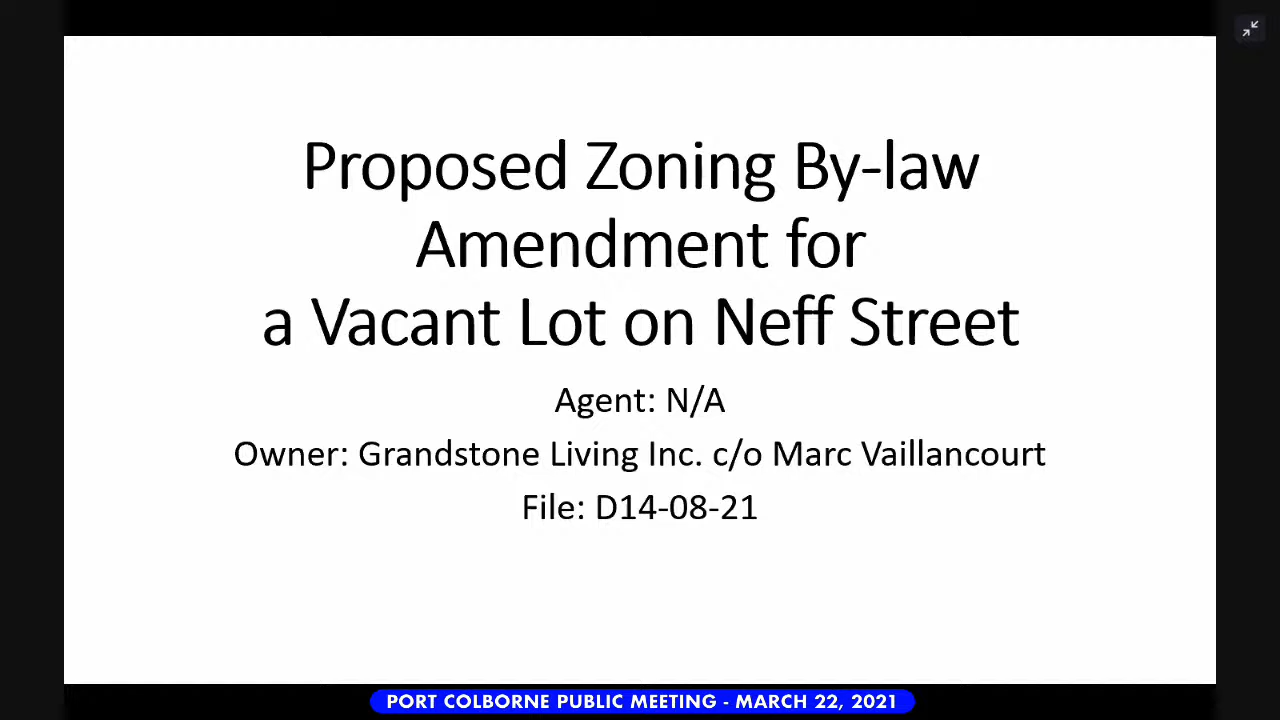 Proposed Zoning By-law
Amendment for
a Vacant Lot on Neff Street
Agent: N/A
Owner: Grandstone Living Inc. c/o Marc Vaillancourt
File: D14-08-21
PORT COLBORNE PUBLIC MEETING - MARCH 22, 2021